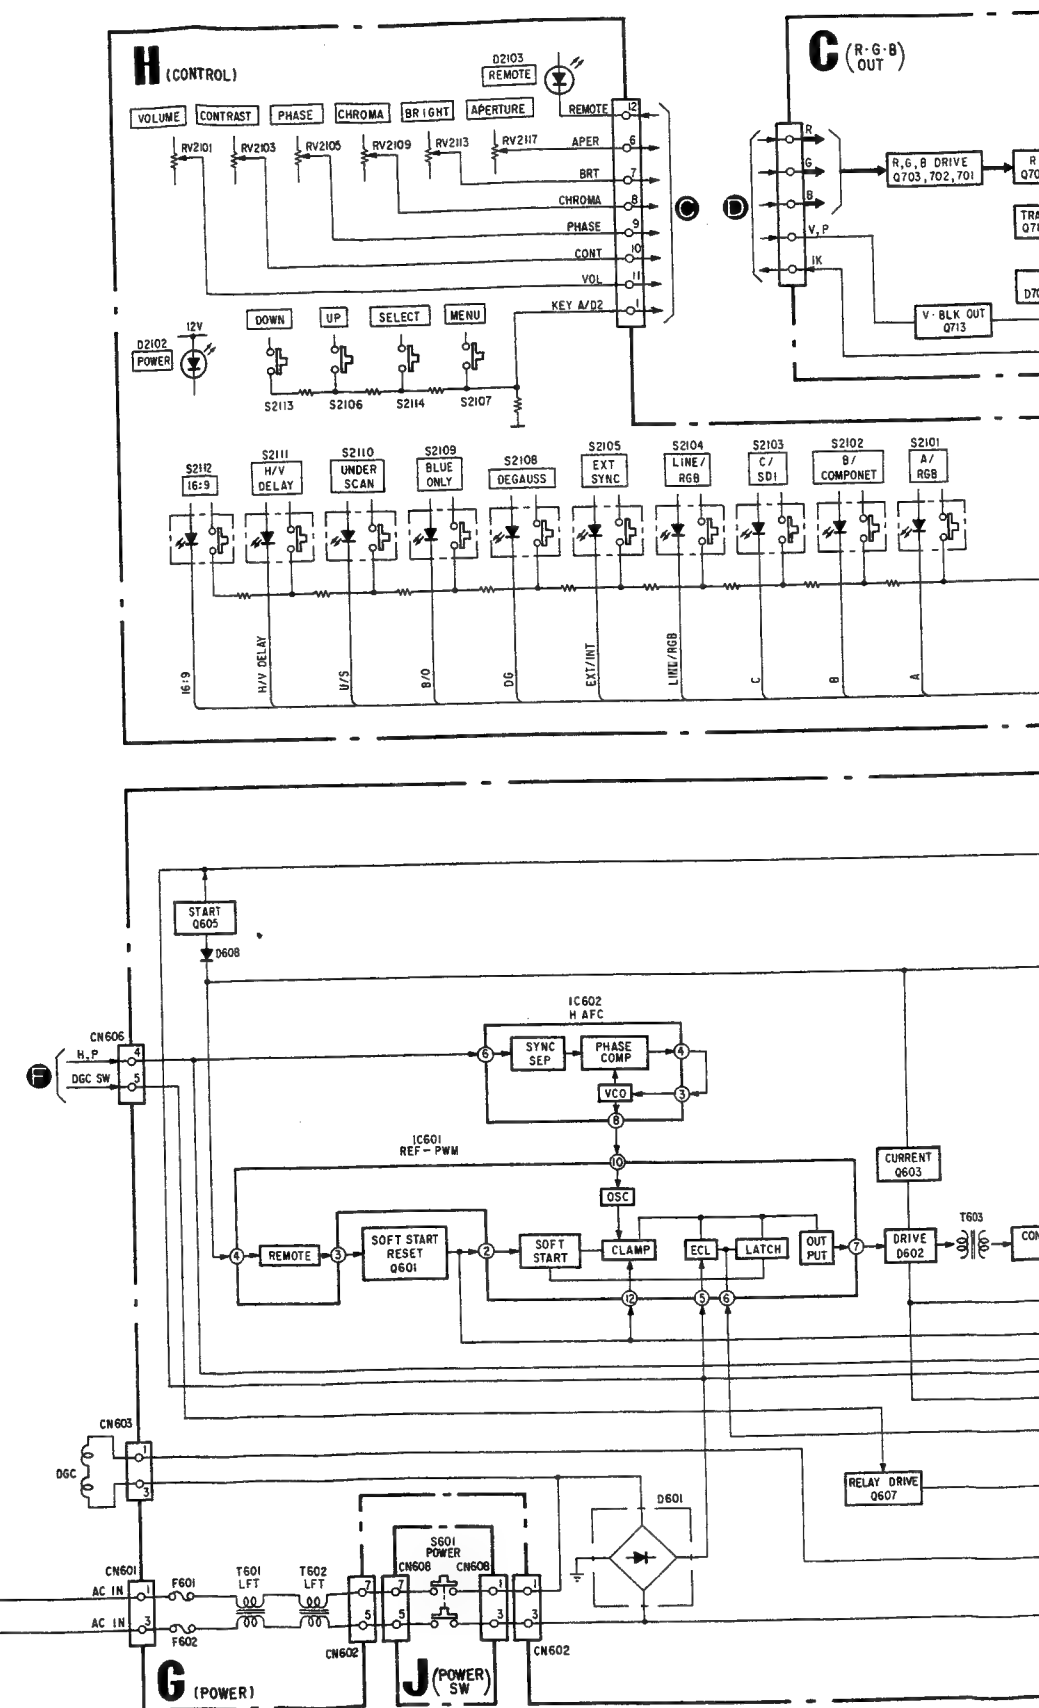 H (CONTROL)
D2103
REMOTE
VOLUME
CONTRAST
PHASE
CHROMA
BRIGHT
APERTURE
RV2101
RV2103
RV2105
RV2109
RV2113
RV2117
REMOTE 12
APER 6
BRT 7
CHROMA 8
PHASE 9
CONT 10
VOL 11
KEY A/D2 1
C
D
C (R·G·B)
OUT
R
G
B
V,P
IK
R,G,B DRIVE
Q703,702,701
R
Q70
TRA
Q7
D70
V·BLK OUT
Q713
12V
D2102
POWER
DOWN
UP
SELECT
MENU
S2113
S2106
S2114
S2107
S2112
16:9
S2111
H/V
DELAY
S2110
UNDER
SCAN
S2109
BLUE
ONLY
S2108
DEGAUSS
S2105
EXT
SYNC
S2104
LINE/
RGB
S2103
C/
SDI
S2102
B/
COMPONET
S2101
A/
RGB
16:9
H/V DELAY
U/S
B/O
DG
EXT/INT
LINE/RGB
C
B
A
START
Q605
D608
CN606
F
H,P 4
DGC SW 5
IC602
H AFC
6
SYNC
SEP
PHASE
COMP
4
VCO
3
8
IC601
REF-PWM
10
OSC
4
REMOTE
3
SOFT START
RESET
Q601
2
SOFT
START
CLAMP
ECL
LATCH
OUT
PUT
7
12
5
6
CURRENT
Q603
DRIVE
D602
T603
CON
CN603
DGC
1
3
RELAY DRIVE
Q607
D601
CN601
AC IN 1
AC IN 3
F601
F602
T601
LFT
T602
LFT
7
5
CN602
S601
POWER
CN608
7
5
CN608
1
3
1
3
CN602
G (POWER)
J (POWER
SW)